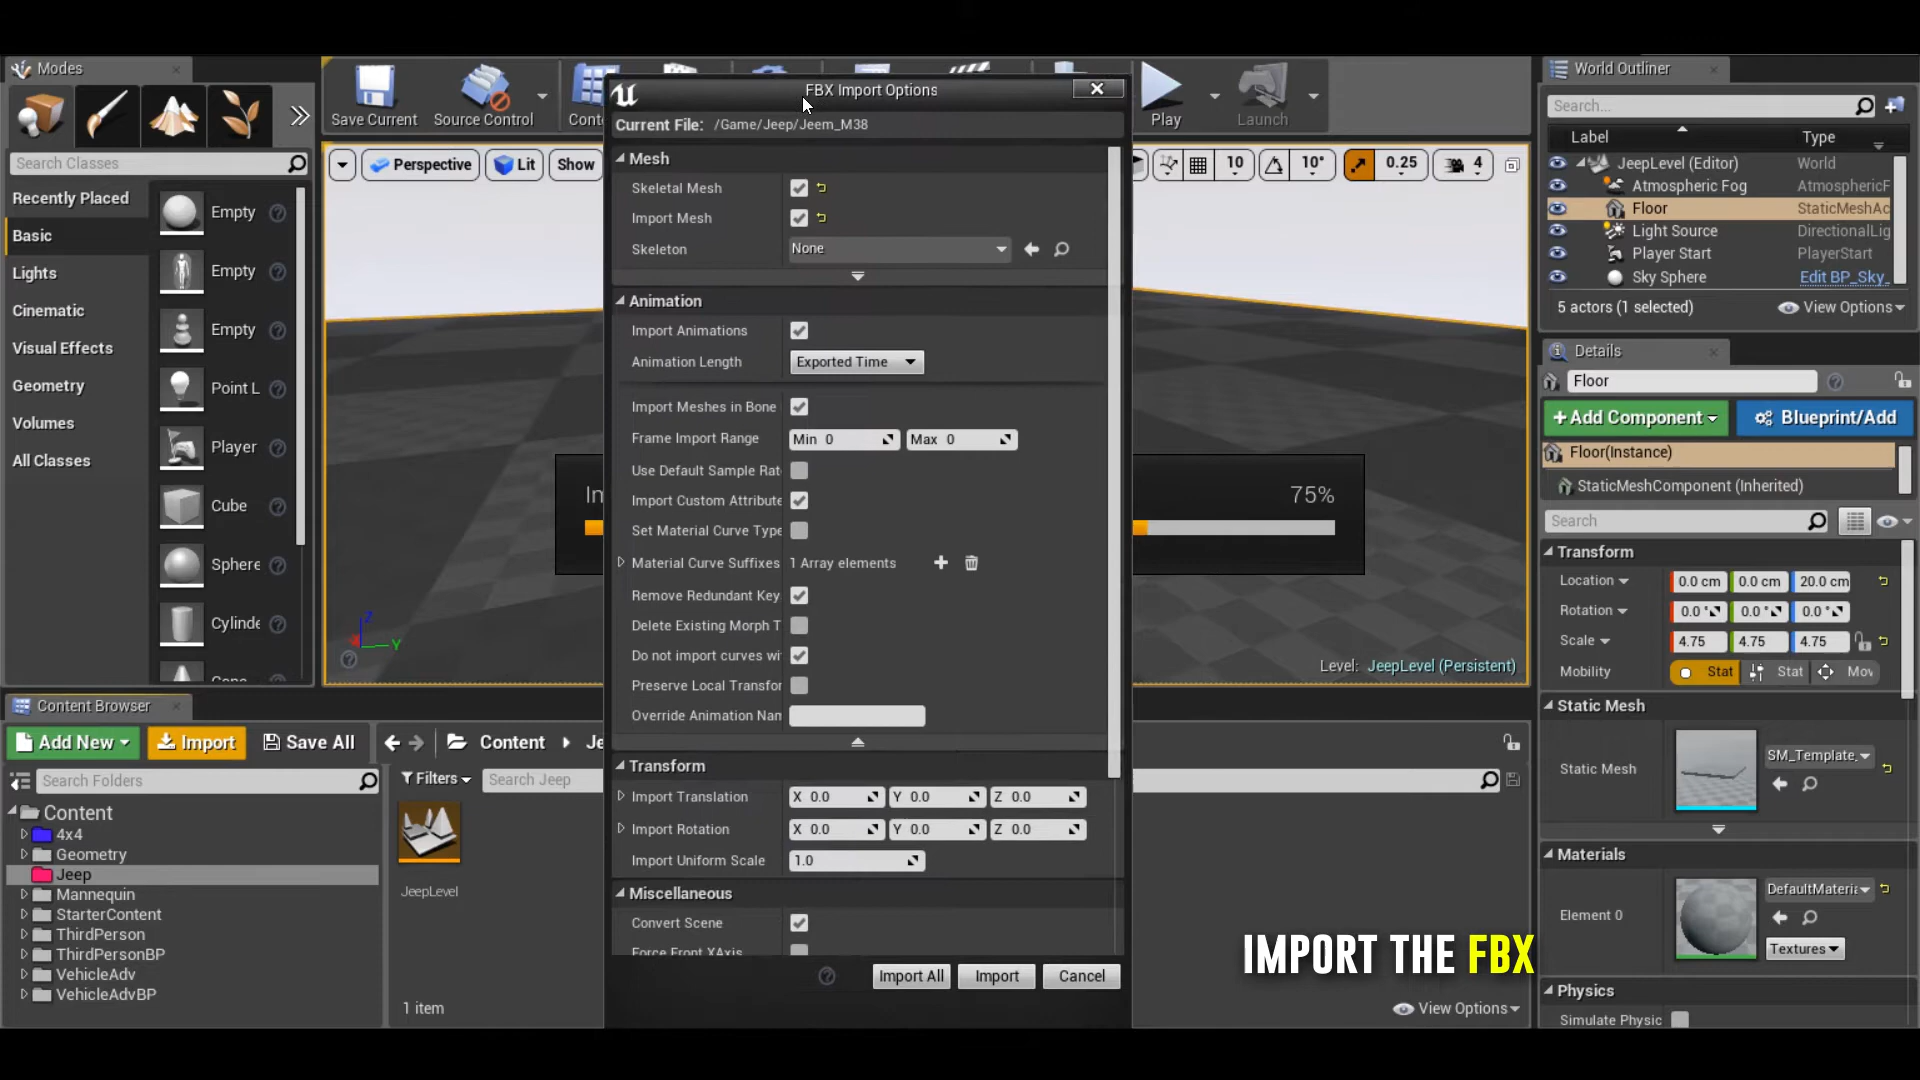 Modes
Save Current
Source Control
FBX Import Options
Play
Launch
Current File: /Game/Jeep/Jeem_M38
Search Classes
Recently Placed
Basic
Lights
Cinematic
Visual Effects
Geometry
Volumes
All Classes
Empty
Empty
Empty
Point L
Player
Cube
Sphere
Cylinde
Perspective
Lit
Show
10
10°
0.25
4
Mesh
Skeletal Mesh
Import Mesh
Skeleton
None
Animation
Import Animations
Animation Length
Exported Time
Import Meshes in Bone
Frame Import Range
Min 0
Max 0
Use Default Sample Rat
Import Custom Attribute
Set Material Curve Type
Material Curve Suffixes
1 Array elements
Remove Redundant Key
Delete Existing Morph T
Do not import curves wi
Preserve Local Transfor
Override Animation Nam
Transform
Import Translation
X 0.0
Y 0.0
Z 0.0
Import Rotation
X 0.0
Y 0.0
Z 0.0
Import Uniform Scale
1.0
Miscellaneous
Convert Scene
Force Front XAxis
Import All
Import
Cancel
75%
Level: JeepLevel (Persistent)
Z
Y
World Outliner
Search...
Label
Type
JeepLevel (Editor)
World
Atmospheric Fog
AtmosphericF
Floor
StaticMeshAc
Light Source
DirectionalLig
Player Start
PlayerStart
Sky Sphere
Edit BP_Sky_
5 actors (1 selected)
View Options
Details
Floor
+ Add Component
Blueprint/Add
Floor(Instance)
StaticMeshComponent (Inherited)
Search
Transform
Location
0.0 cm
0.0 cm
20.0 cm
Rotation
0.0 °
0.0 °
0.0 °
Scale
4.75
4.75
4.75
Mobility
Stat
Stat
Mov
Static Mesh
Static Mesh
SM_Template_
Materials
Element 0
DefaultMateria
Textures
Physics
Simulate Physic
Content Browser
Add New
Import
Save All
Content
Je
Search Folders
Filters
Search Jeep
Content
4x4
Geometry
Jeep
Mannequin
StarterContent
ThirdPerson
ThirdPersonBP
VehicleAdv
VehicleAdvBP
JeepLevel
1 item
View Options
IMPORT THE FBX